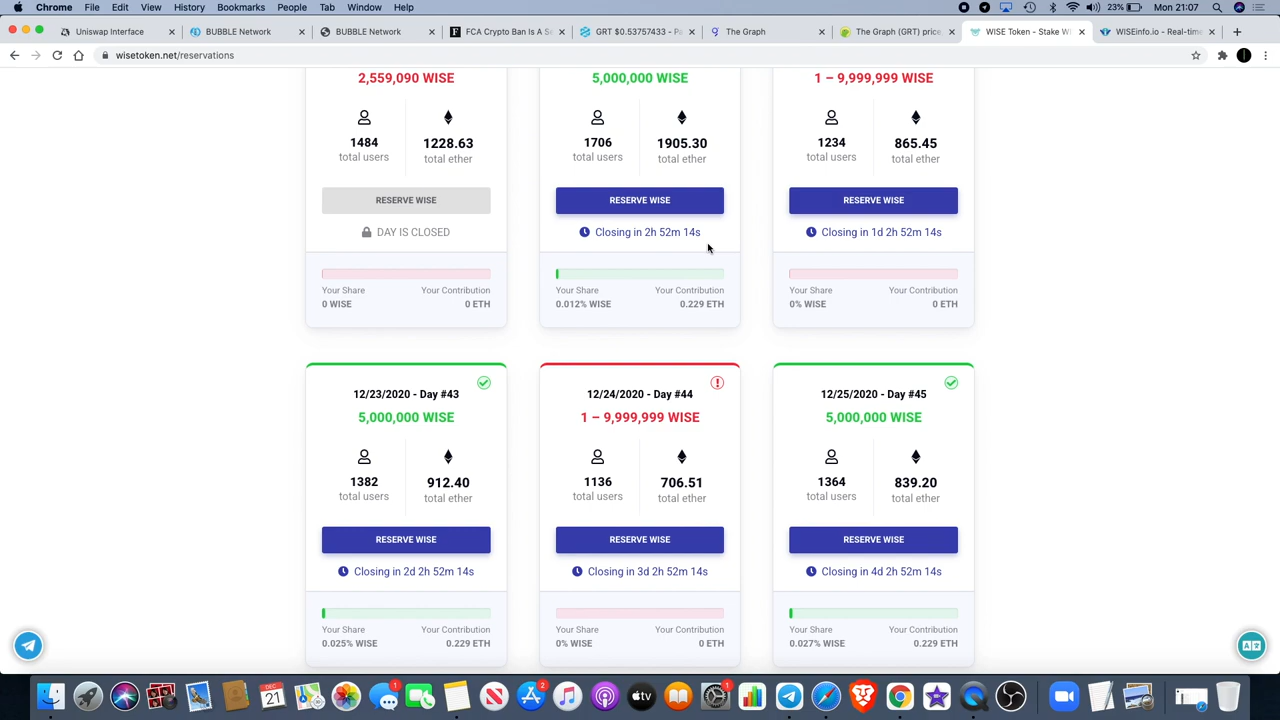 Chrome File Edit View History Bookmarks People Tab Window Help 23% Mon 21:07
Uniswap Interface BUBBLE Network BUBBLE Network FCA Crypto Ban Is A S GRT $0.53757433 - Pa The Graph The Graph (GRT) price, WISE Token - Stake W WISEinfo.io - Real-time
wisetoken.net/reservations
2,559,090 WISE 5,000,000 WISE 1 – 9,999,999 WISE
1484 1228.63 1706 1905.30 1234 865.45
total users total ether total users total ether total users total ether
RESERVE WISE RESERVE WISE RESERVE WISE
DAY IS CLOSED Closing in 2h 52m 14s Closing in 1d 2h 52m 14s
Your Share Your Contribution Your Share Your Contribution Your Share Your Contribution
0 WISE 0 ETH 0.012% WISE 0.229 ETH 0% WISE 0 ETH
12/23/2020 - Day #43 12/24/2020 - Day #44 12/25/2020 - Day #45
5,000,000 WISE 1 – 9,999,999 WISE 5,000,000 WISE
1382 912.40 1136 706.51 1364 839.20
total users total ether total users total ether total users total ether
RESERVE WISE RESERVE WISE RESERVE WISE
Closing in 2d 2h 52m 14s Closing in 3d 2h 52m 14s Closing in 4d 2h 52m 14s
Your Share Your Contribution Your Share Your Contribution Your Share Your Contribution
0.025% WISE 0.229 ETH 0% WISE 0 ETH 0.027% WISE 0.229 ETH
DEC 21 1 tv 2 1